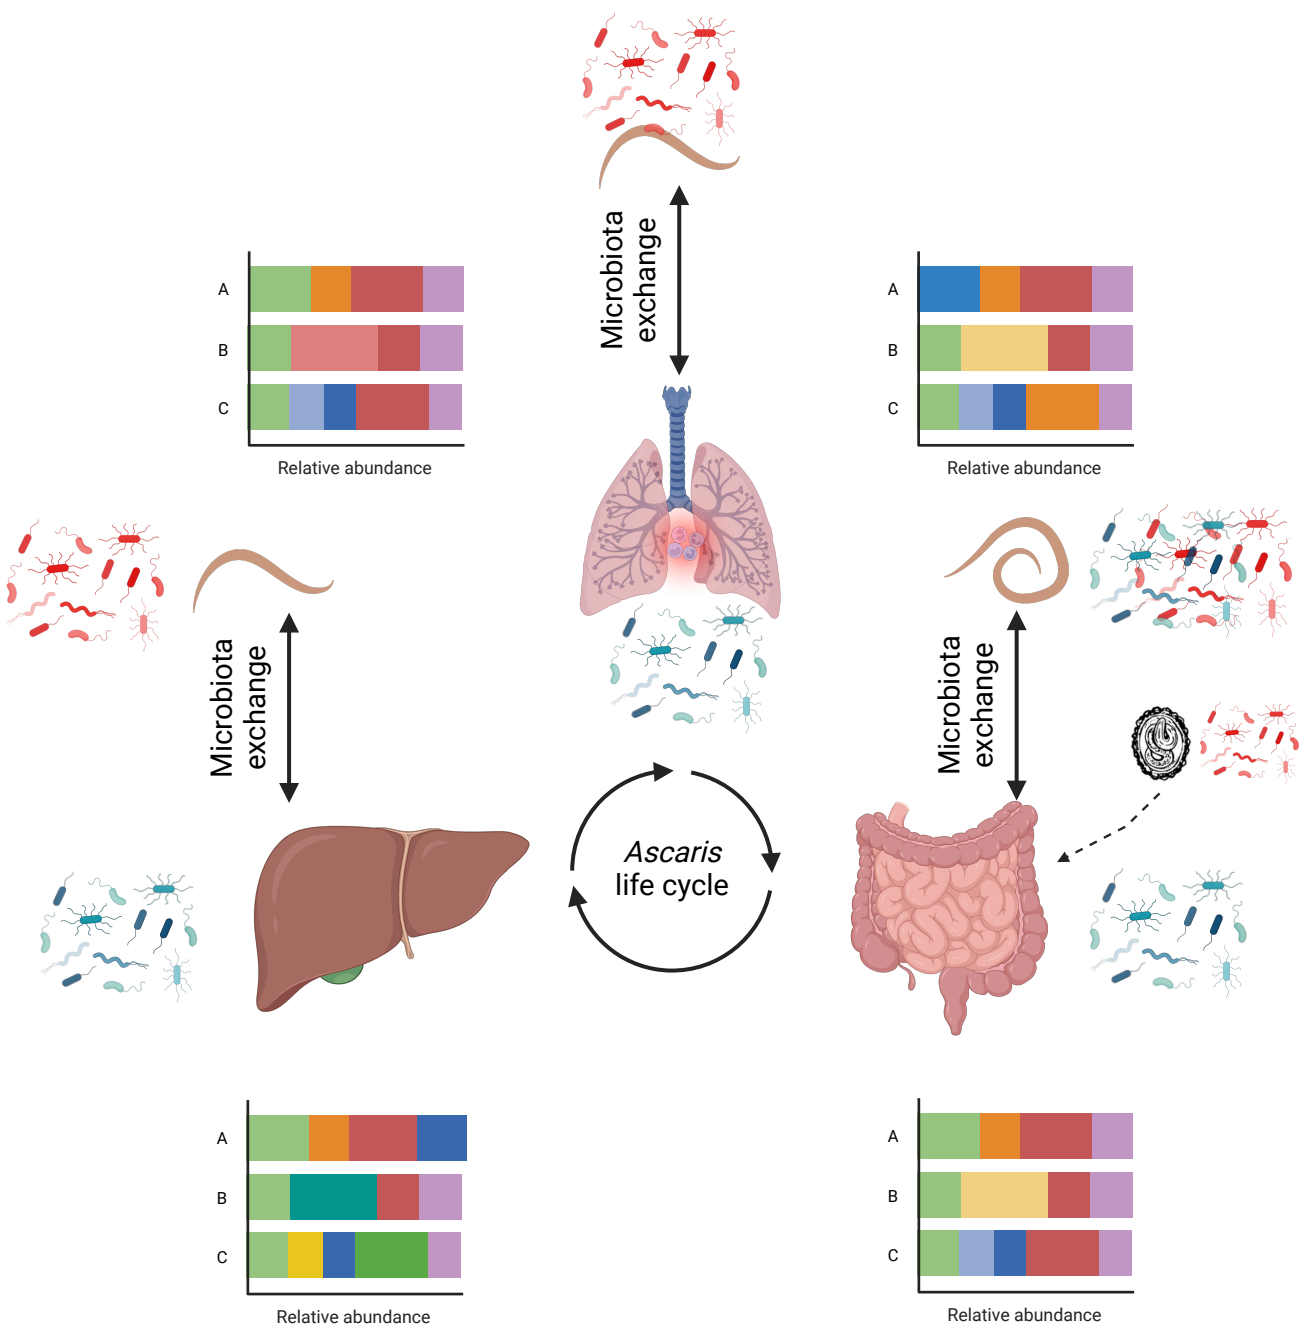 Microbiota
exchange
A
B
C
Relative abundance
A
B
C
Relative abundance
Microbiota
exchange
Microbiota
exchange
Ascaris
life cycle
A
B
C
Relative abundance
A
B
C
Relative abundance